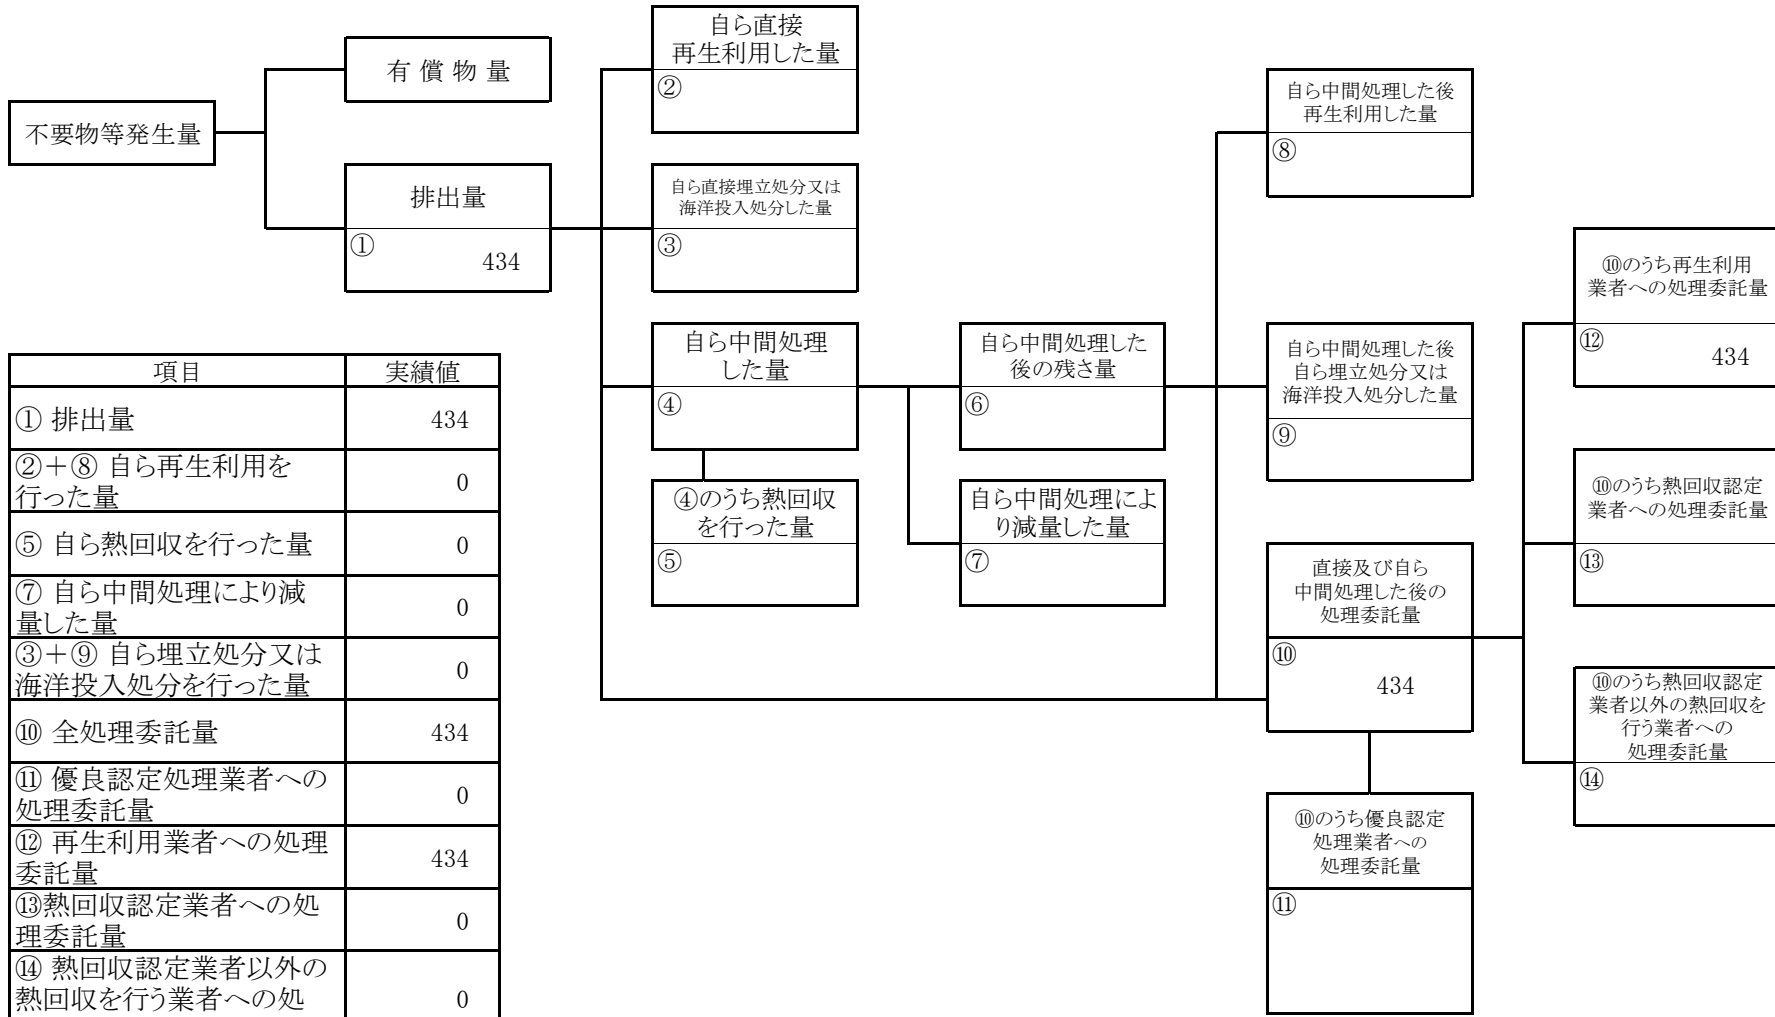 不要物等発生量
有 償 物 量
排出量
①
434
自ら直接
再生利用した量
②
自ら直接埋立処分又は
海洋投入処分した量
③
自ら中間処理
した量
④
④のうち熱回収
を行った量
⑤
自ら中間処理した
後の残さ量
⑥
自ら中間処理によ
り減量した量
⑦
自ら中間処理した後
再生利用した量
⑧
自ら中間処理した後
自ら埋立処分又は
海洋投入処分した量
⑨
直接及び自ら
中間処理した後の
処理委託量
⑩
434
⑩のうち優良認定
処理業者への
処理委託量
⑪
⑩のうち再生利用
業者への処理委託量
⑫
434
⑩のうち熱回収認定
業者への処理委託量
⑬
⑩のうち熱回収認定
業者以外の熱回収を
行う業者への
処理委託量
⑭
項目 実績値
① 排出量 434
②＋⑧ 自ら再生利用を
行った量 0
⑤ 自ら熱回収を行った量 0
⑦ 自ら中間処理により減
量した量 0
③＋⑨ 自ら埋立処分又は
海洋投入処分を行った量 0
⑩ 全処理委託量 434
⑪ 優良認定処理業者への
処理委託量 0
⑫ 再生利用業者への処理
委託量 434
⑬熱回収認定業者への処
理委託量 0
⑭ 熱回収認定業者以外の
熱回収を行う業者への処 0